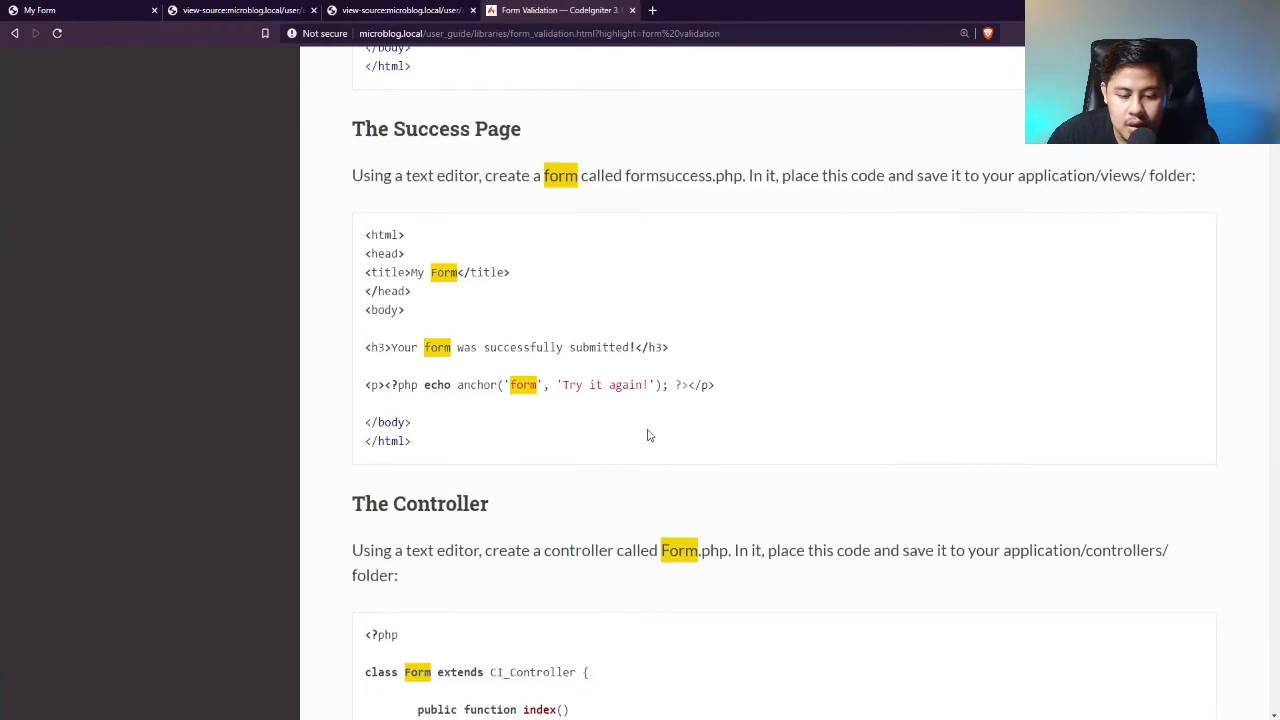 My Form
view-source:microblog.local/user/
view-source:microblog.local/user/
Form Validation — CodeIgniter 3.
Not secure
microblog.local/user_guide/libraries/form_validation.html?highlight=form%20validation
</body>
</html>
The Success Page
Using a text editor, create a form called formsuccess.php. In it, place this code and save it to your application/views/ folder:
<html>
<head>
<title>My Form</title>
</head>
<body>
<h3>Your form was successfully submitted!</h3>
<p><?php echo anchor('form', 'Try it again!'); ?></p>
</body>
</html>
The Controller
Using a text editor, create a controller called Form.php. In it, place this code and save it to your application/controllers/
folder:
<?php
class Form extends CI_Controller {
public function index()